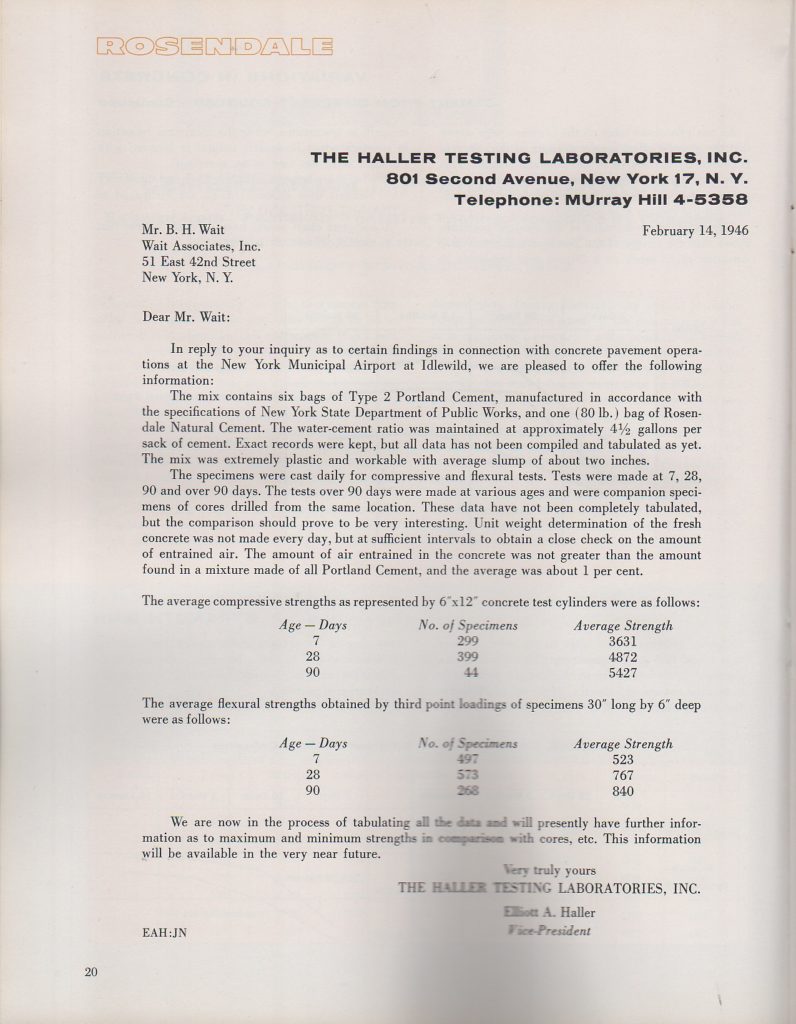 ROSENDALE
THE HALLER TESTING LABORATORIES, INC.
801 Second Avenue, New York 17, N. Y.
Telephone: MUrray Hill 4-5358
Mr. B. H. Wait February 14, 1946
Wait Associates, Inc.
51 East 42nd Street
New York, N. Y.
Dear Mr. Wait:
In reply to your inquiry as to certain findings in connection with concrete pavement opera-
tions at the New York Municipal Airport at Idlewild, we are pleased to offer the following
information:
The mix contains six bags of Type 2 Portland Cement, manufactured in accordance with
the specifications of New York State Department of Public Works, and one (80 lb.) bag of Rosen-
dale Natural Cement. The water-cement ratio was maintained at approximately 4½ gallons per
sack of cement. Exact records were kept, but all data has not been compiled and tabulated as yet.
The mix was extremely plastic and workable with average slump of about two inches.
The specimens were cast daily for compressive and flexural tests. Tests were made at 7, 28,
90 and over 90 days. The tests over 90 days were made at various ages and were companion speci-
mens of cores drilled from the same location. These data have not been completely tabulated,
but the comparison should prove to be very interesting. Unit weight determination of the fresh
concrete was not made every day, but at sufficient intervals to obtain a close check on the amount
of entrained air. The amount of air entrained in the concrete was not greater than the amount
found in a mixture made of all Portland Cement, and the average was about 1 per cent.
The average compressive strengths as represented by 6"x12" concrete test cylinders were as follows:
Age — Days No. of Specimens Average Strength
7 299 3631
28 399 4872
90 44 5427
The average flexural strengths obtained by third point loadings of specimens 30" long by 6" deep
were as follows:
Age — Days No. of Specimens Average Strength
7 497 523
28 573 767
90 268 840
We are now in the process of tabulating all the data and will presently have further infor-
mation as to maximum and minimum strengths in comparison with cores, etc. This information
will be available in the very near future.
Very truly yours
THE HALLER TESTING LABORATORIES, INC.
Elliott A. Haller
EAH:JN Vice-President
20